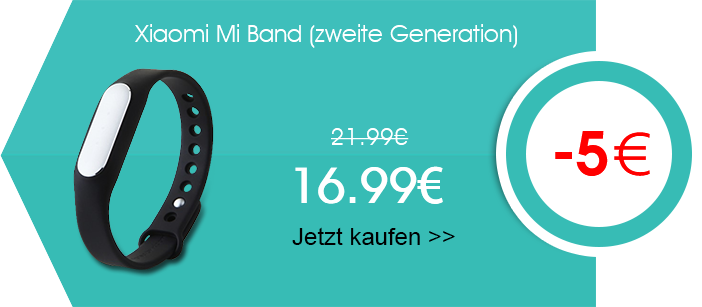 Xiaomi Mi Band (zweite Generation)
21.99€
16.99€
Jetzt kaufen >>
-5€